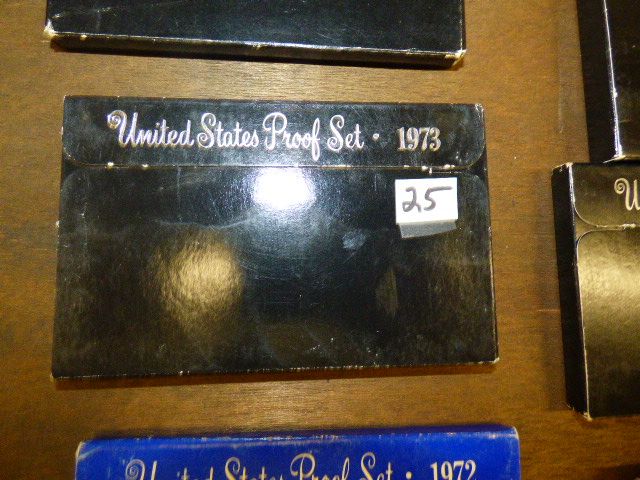 United States Proof Set · 1973
25
United States Proof Set · 1972